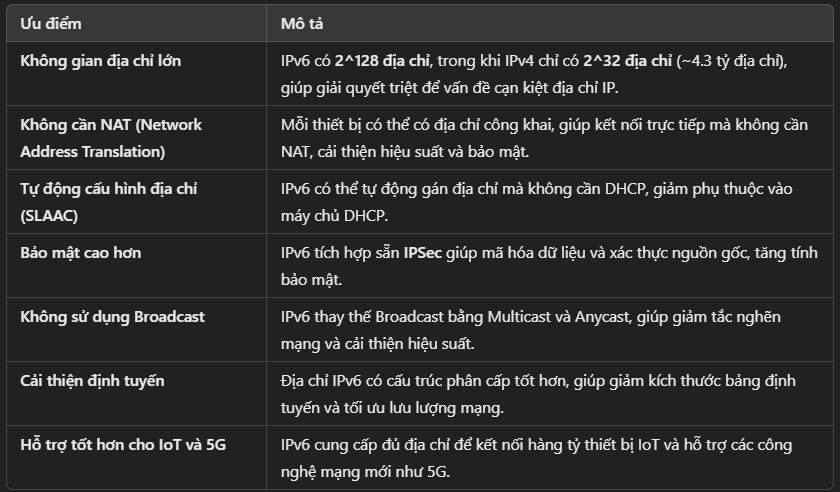 Ưu điểm
Mô tả
Không gian địa chỉ lớn
IPv6 có 2^128 địa chỉ, trong khi IPv4 chỉ có 2^32 địa chỉ (~4.3 tỷ địa chỉ),
giúp giải quyết triệt để vấn đề cạn kiệt địa chỉ IP.
Không cần NAT (Network
Address Translation)
Mỗi thiết bị có thể có địa chỉ công khai, giúp kết nối trực tiếp mà không cần
NAT, cải thiện hiệu suất và bảo mật.
Tự động cấu hình địa chỉ
(SLAAC)
IPv6 có thể tự động gán địa chỉ mà không cần DHCP, giảm phụ thuộc vào
máy chủ DHCP.
Bảo mật cao hơn
IPv6 tích hợp sẵn IPSec giúp mã hóa dữ liệu và xác thực nguồn gốc, tăng tính
bảo mật.
Không sử dụng Broadcast
IPv6 thay thế Broadcast bằng Multicast và Anycast, giúp giảm tắc nghẽn
mạng và cải thiện hiệu suất.
Cải thiện định tuyến
Địa chỉ IPv6 có cấu trúc phân cấp tốt hơn, giúp giảm kích thước bảng định
tuyến và tối ưu lưu lượng mạng.
Hỗ trợ tốt hơn cho IoT và 5G
IPv6 cung cấp đủ địa chỉ để kết nối hàng tỷ thiết bị IoT và hỗ trợ các công
nghệ mạng mới như 5G.